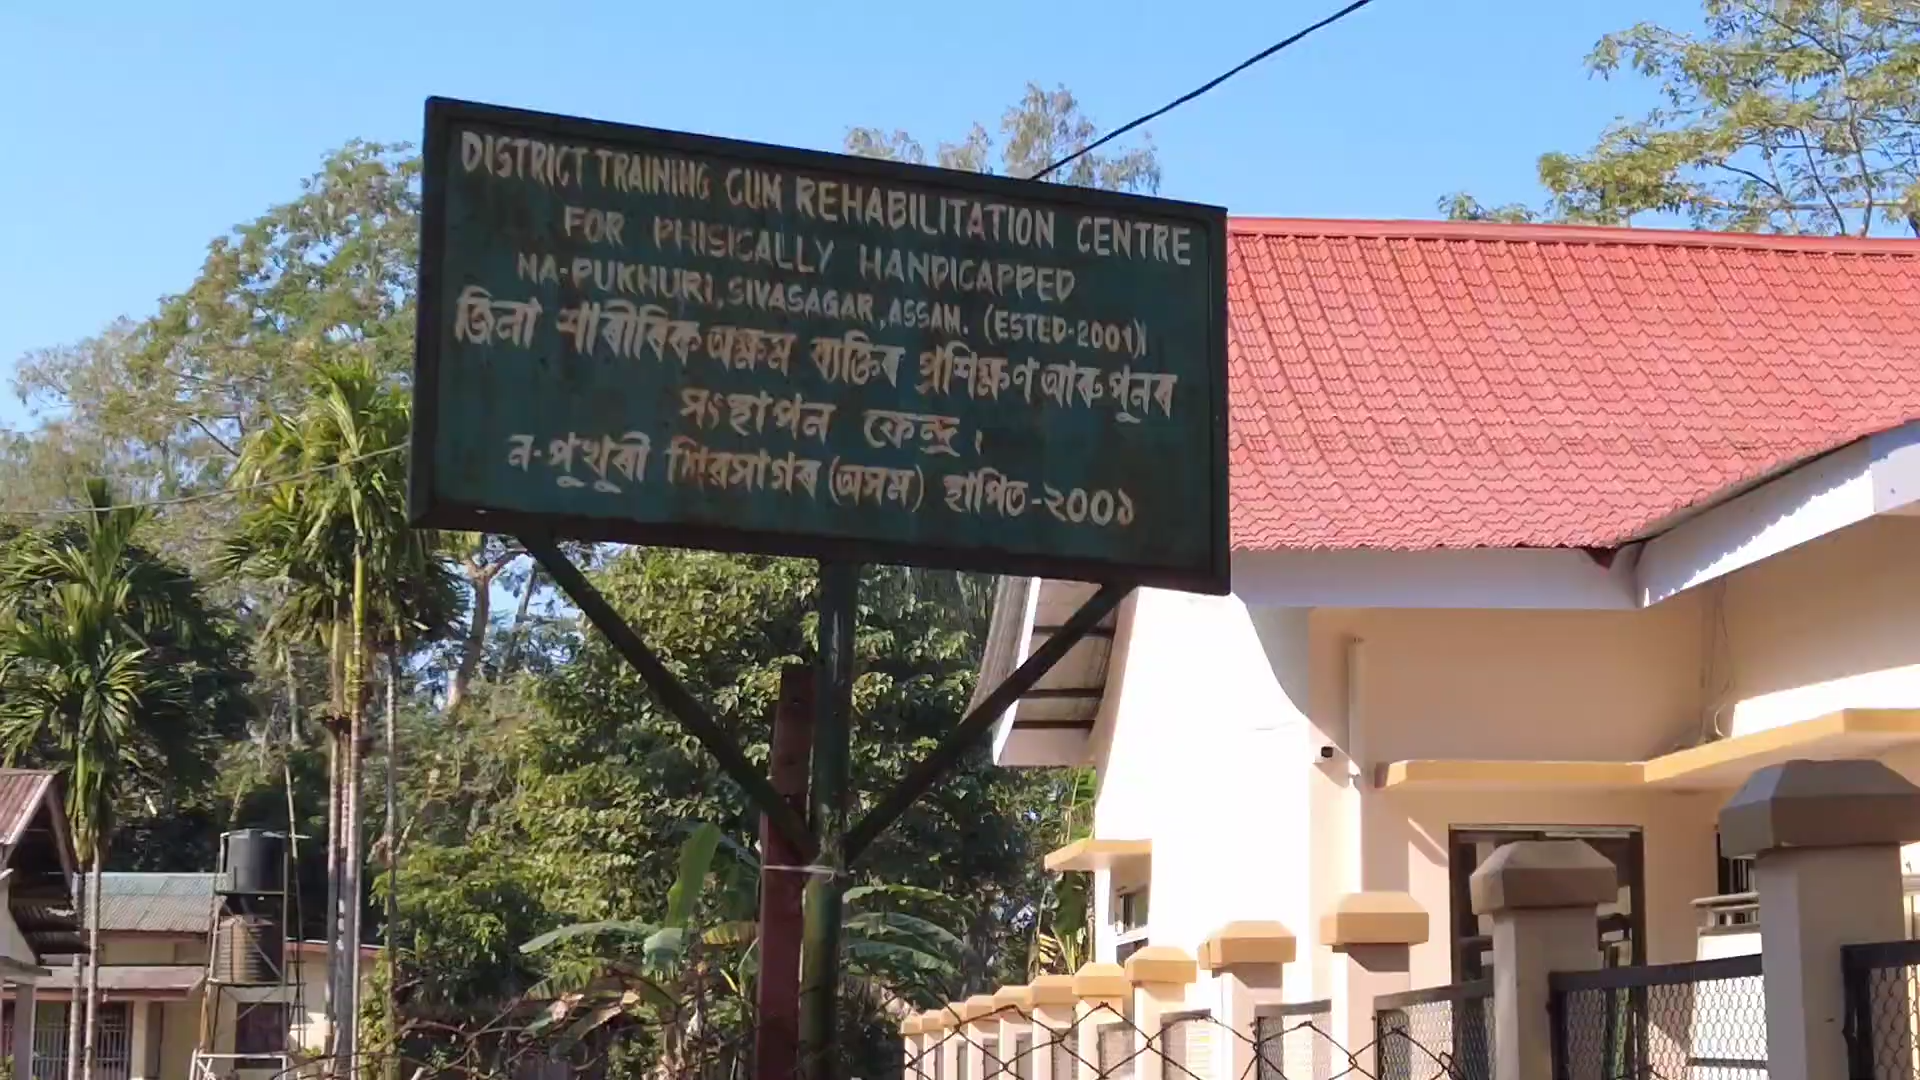 DISTRICT TRAINING CUM REHABILITATION CENTRE
FOR PHISICALLY HANDICAPPED
NA-PUKHURI, SIVASAGAR, ASSAM. (ESTED-2001)
জিলা শাৰীৰিক অক্ষম ব্যক্তিৰ প্ৰশিক্ষণ আৰু পূনৰ
সংস্থাপন কেন্দ্ৰ।
ন-পুখুৰী শিৱসাগৰ (অসম) স্থাপিত-২০০১